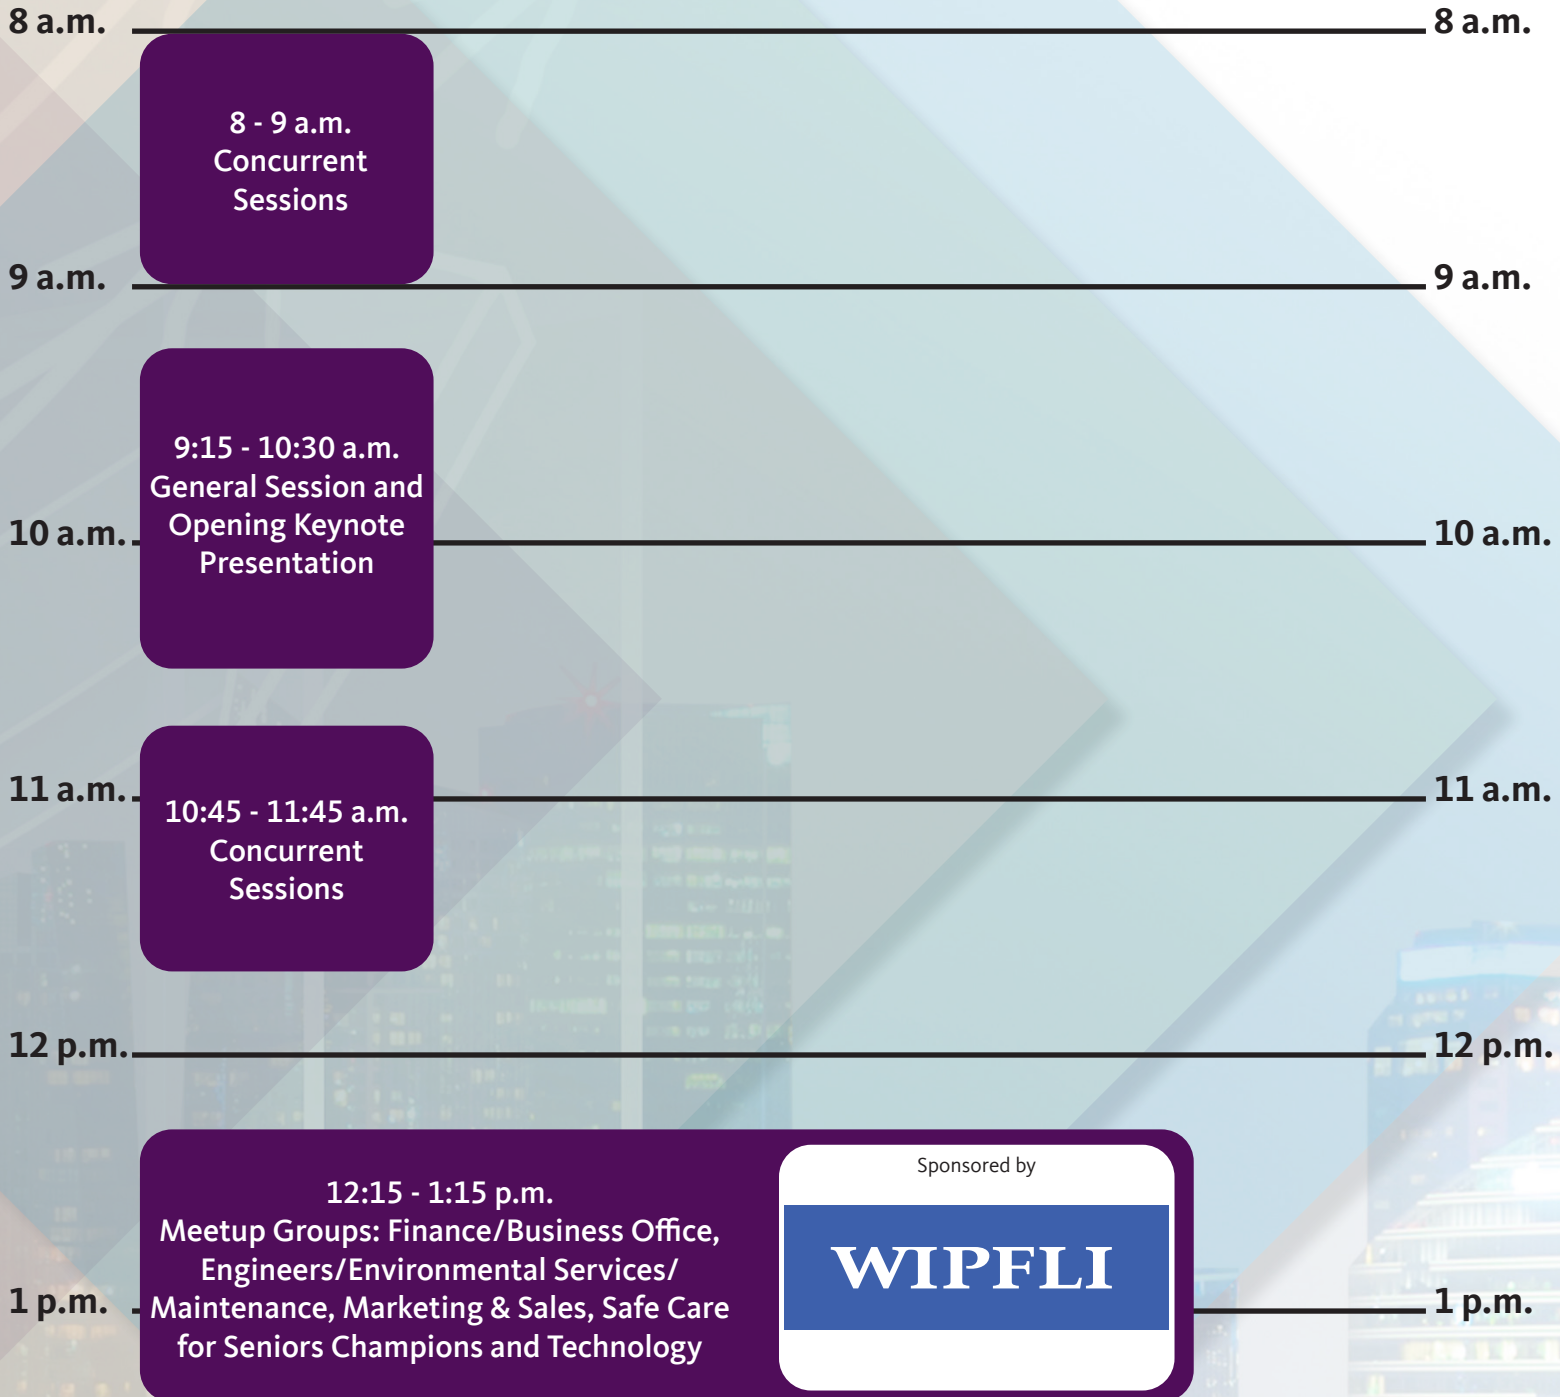 8 a.m.
8 a.m.
8 - 9 a.m.
Concurrent
Sessions
9 a.m.
9 a.m.
9:15 - 10:30 a.m.
General Session and
Opening Keynote
Presentation
10 a.m.
10 a.m.
10:45 - 11:45 a.m.
Concurrent
Sessions
11 a.m.
11 a.m.
12 p.m.
12 p.m.
12:15 - 1:15 p.m.
Meetup Groups: Finance/Business Office,
Engineers/Environmental Services/
Maintenance, Marketing & Sales, Safe Care
for Seniors Champions and Technology
Sponsored by
WIPFLI
1 p.m.
1 p.m.